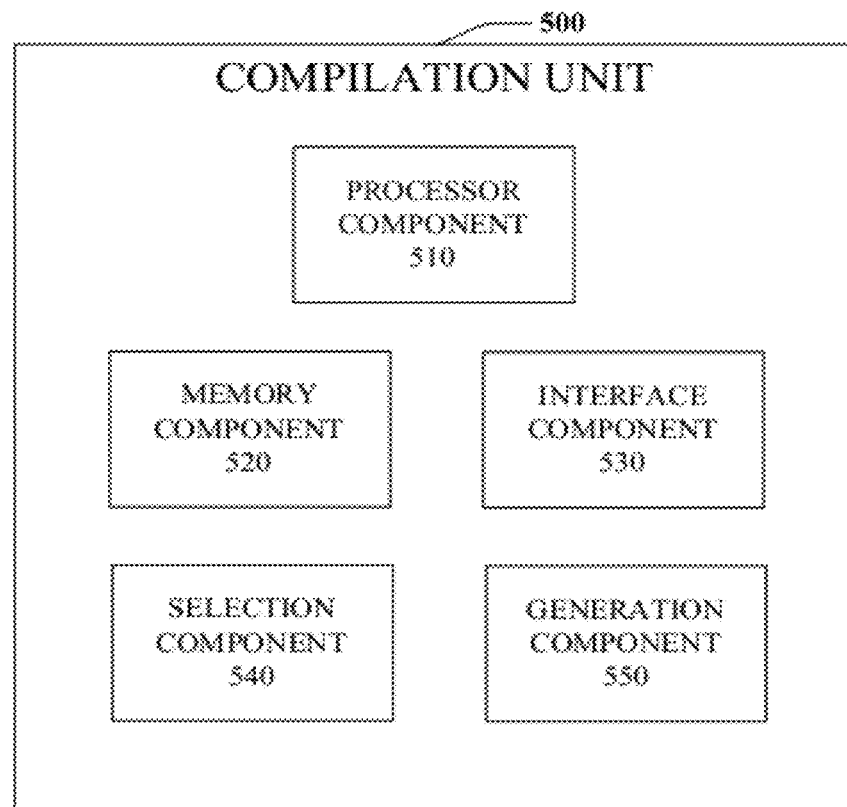 500
COMPILATION UNIT
PROCESSOR
COMPONENT
510
MEMORY
COMPONENT
520
INTERFACE
COMPONENT
530
SELECTION
COMPONENT
540
GENERATION
COMPONENT
550